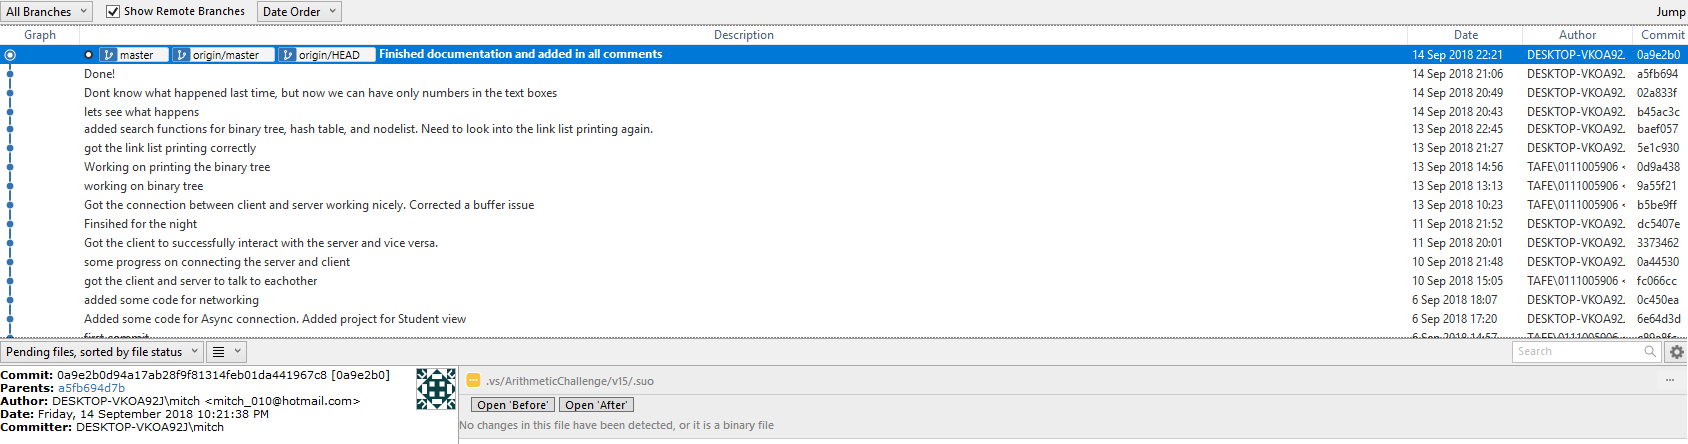 All Branches Show Remote Branches Date Order Jump
Graph Description Date Author Commit
master origin/master origin/HEAD Finished documentation and added in all comments 14 Sep 2018 22:21 DESKTOP-VKOA92J 0a9e2b0
Done! 14 Sep 2018 21:06 DESKTOP-VKOA92J a5fb694
Dont know what happened last time, but now we can have only numbers in the text boxes 14 Sep 2018 20:49 DESKTOP-VKOA92J 02a833f
lets see what happens 14 Sep 2018 20:43 DESKTOP-VKOA92J b45ac3c
added search functions for binary tree, hash table, and nodelist. Need to look into the link list printing again. 13 Sep 2018 22:45 DESKTOP-VKOA92J baef057
got the link list printing correctly 13 Sep 2018 21:27 DESKTOP-VKOA92J 5e1c930
Working on printing the binary tree 13 Sep 2018 14:56 TAFE\0111005906 < 0d9a438
working on binary tree 13 Sep 2018 13:13 TAFE\0111005906 < 9a55f21
Got the connection between client and server working nicely. Corrected a buffer issue 13 Sep 2018 10:23 TAFE\0111005906 < b5be9ff
Finsihed for the night 11 Sep 2018 21:52 DESKTOP-VKOA92J dc5407e
Got the client to successfully interact with the server and vice versa. 11 Sep 2018 20:01 DESKTOP-VKOA92J 3373462
some progress on connecting the server and client 10 Sep 2018 21:48 DESKTOP-VKOA92J 0a44530
got the client and server to talk to eachother 10 Sep 2018 15:05 TAFE\0111005906 < fc066cc
added some code for networking 6 Sep 2018 18:07 DESKTOP-VKOA92J 0c450ea
Added some code for Async connection. Added project for Student view 6 Sep 2018 17:20 DESKTOP-VKOA92J 6e64d3d
first commit 6 Sep 2018 14:57 TAFE\0111005906 <
Pending files, sorted by file status Search
Commit: 0a9e2b0d94a17ab28f9f81314feb01da441967c8 [0a9e2b0]
Parents: a5fb694d7b
Author: DESKTOP-VKOA92J\mitch <mitch_010@hotmail.com>
Date: Friday, 14 September 2018 10:21:38 PM
Committer: DESKTOP-VKOA92J\mitch
.vs/ArithmeticChallenge/v15/.suo ...
Open 'Before' Open 'After'
No changes in this file have been detected, or it is a binary file